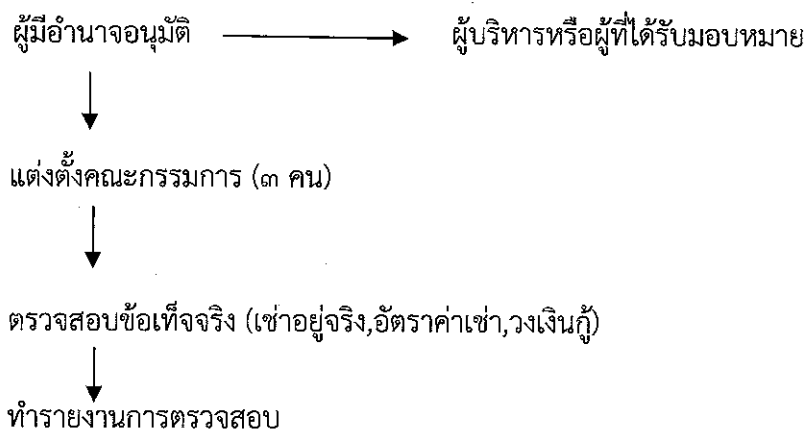 ผู้มีอำนาจอนุมัติ ผู้บริหารหรือผู้ที่ได้รับมอบหมาย
แต่งตั้งคณะกรรมการ (๓ คน)
ตรวจสอบข้อเท็จจริง (เช่าอยู่จริง,อัตราค่าเช่า,วงเงินกู้)
ทำรายงานการตรวจสอบ